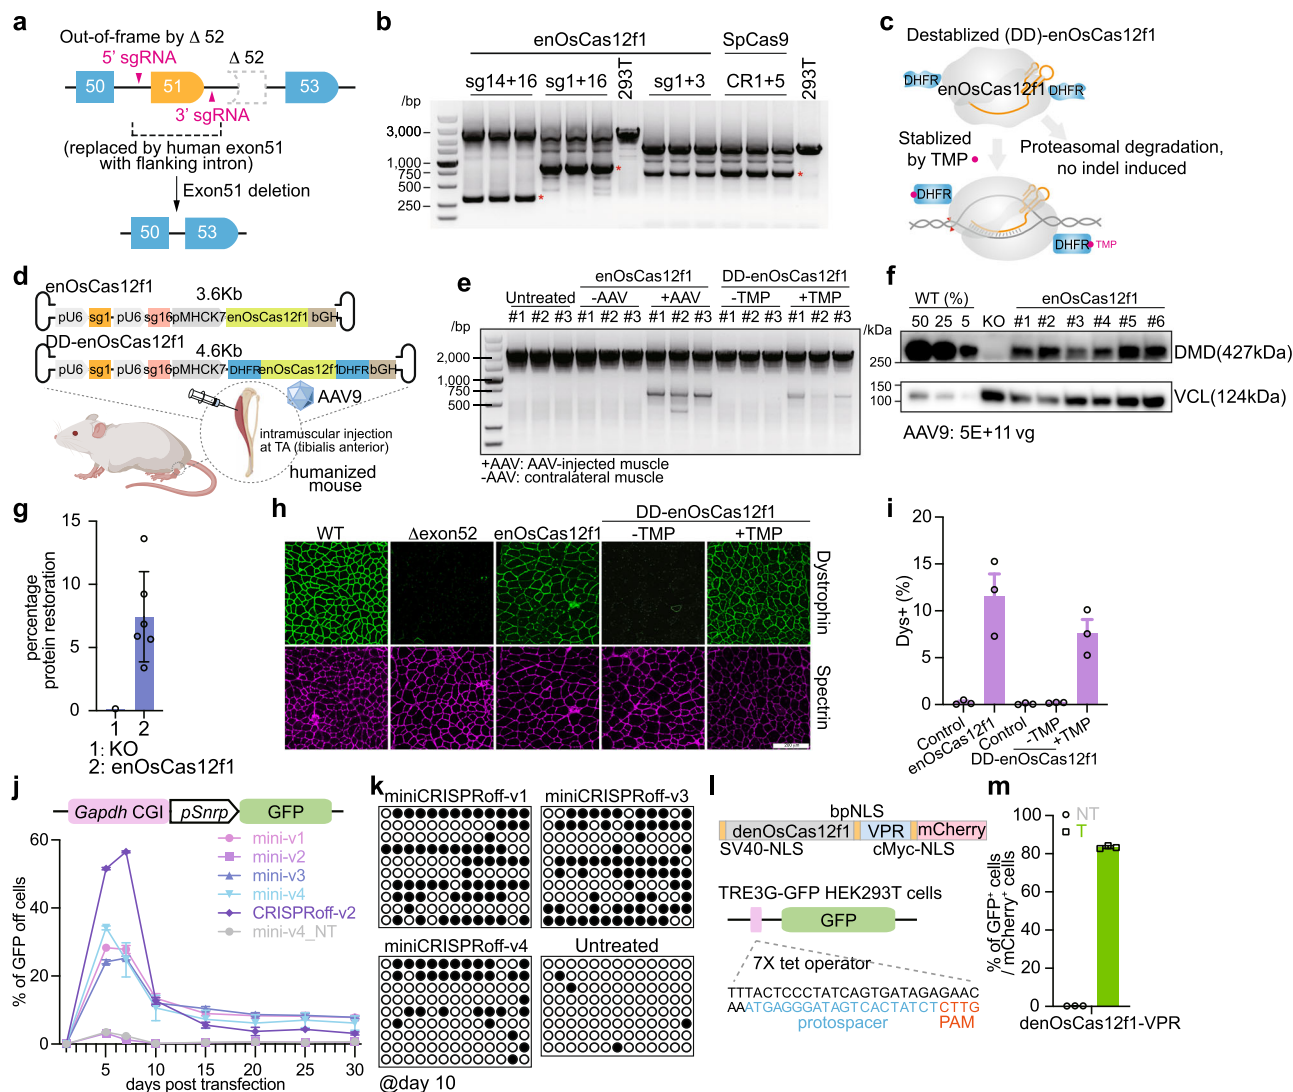 a
Out-of-frame by Δ 52
5' sgRNA
Δ 52
50
51
53
3' sgRNA
(replaced by human exon51
with flanking intron)
Exon51 deletion
50
53
b
enOsCas12f1
SpCas9
sg14+16
sg1+16
293T
sg1+3
CR1+5
293T
/bp
3,000
1,000
750
500
250
*
*
*
c
Destablized (DD)-enOsCas12f1
DHFR
enOsCas12f1
DHFR
Stablized
by TMP
Proteasomal degradation,
no indel induced
DHFR
DHFR
TMP
d
enOsCas12f1
3.6Kb
pU6 sg1 pU6 sg16 pMHCK7 enOsCas12f1 bGH
DD-enOsCas12f1
4.6Kb
pU6 sg1 pU6 sg16 pMHCK7 DHFR enOsCas12f1 DHFR bGH
AAV9
intramuscular injection
at TA (tibialis anterior)
humanized
mouse
e
enOsCas12f1
DD-enOsCas12f1
Untreated
-AAV
+AAV
-TMP
+TMP
#1 #2 #3 #1 #2 #3 #1 #2 #3 #1 #2 #3 #1 #2 #3
/bp
2,000
1,000
750
500
+AAV: AAV-injected muscle
-AAV: contralateral muscle
f
WT (%)
enOsCas12f1
50 25 5 KO #1 #2 #3 #4 #5 #6
/kDa
250
DMD(427kDa)
150
100
VCL(124kDa)
AAV9: 5E+11 vg
g
percentage
protein restoration
15
10
5
0
1 2
1: KO
2: enOsCas12f1
h
DD-enOsCas12f1
WT
Δexon52
enOsCas12f1
-TMP
+TMP
Dystrophin
Spectrin
200 μm
i
Dys+ (%)
20
15
10
5
0
Control
enOsCas12f1
Control
-TMP
+TMP
DD-enOsCas12f1
j
Gapdh CGI
pSnrp
GFP
% of GFP off cells
60
40
20
0
mini-v1
mini-v2
mini-v3
mini-v4
CRISPRoff-v2
mini-v4_NT
5 10 15 20 25 30
days post transfection
k
miniCRISPRoff-v1
miniCRISPRoff-v3
miniCRISPRoff-v4
Untreated
@day 10
l
bpNLS
denOsCas12f1
VPR
mCherry
SV40-NLS
cMyc-NLS
TRE3G-GFP HEK293T cells
GFP
7X tet operator
TTTACTCCCTATCAGTGATAGAGAAC
AAATGAGGGATAGTCACTATCTCTTG
protospacer
PAM
m
% of GFP+ cells
/ mCherry+ cells
NT
T
100
80
60
40
20
0
denOsCas12f1-VPR